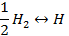 1/2 H₂ ↔ H